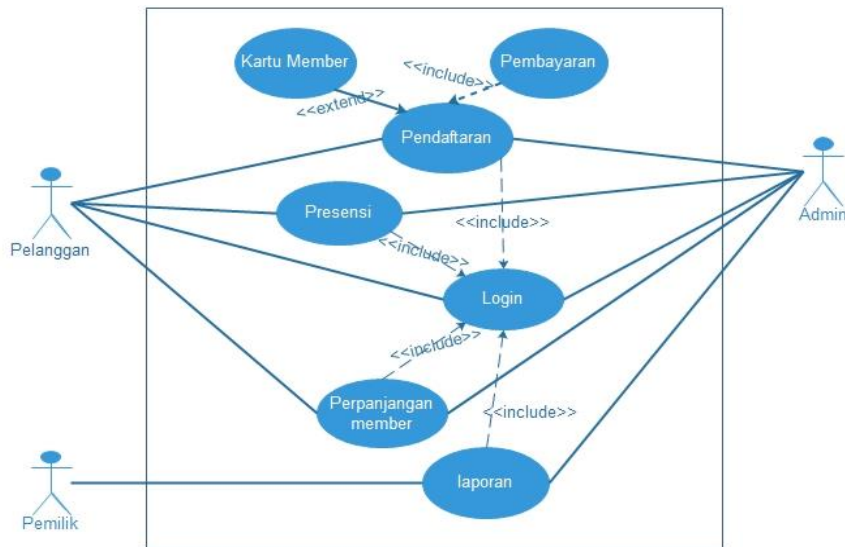 Kartu Member
Pembayaran
<<include>>
<<extend>>
Pendaftaran
Presensi
<<include>>
<<include>>
Pelanggan
Admin
Login
<<include>>
Perpanjangan
member
<<include>>
laporan
Pemilik